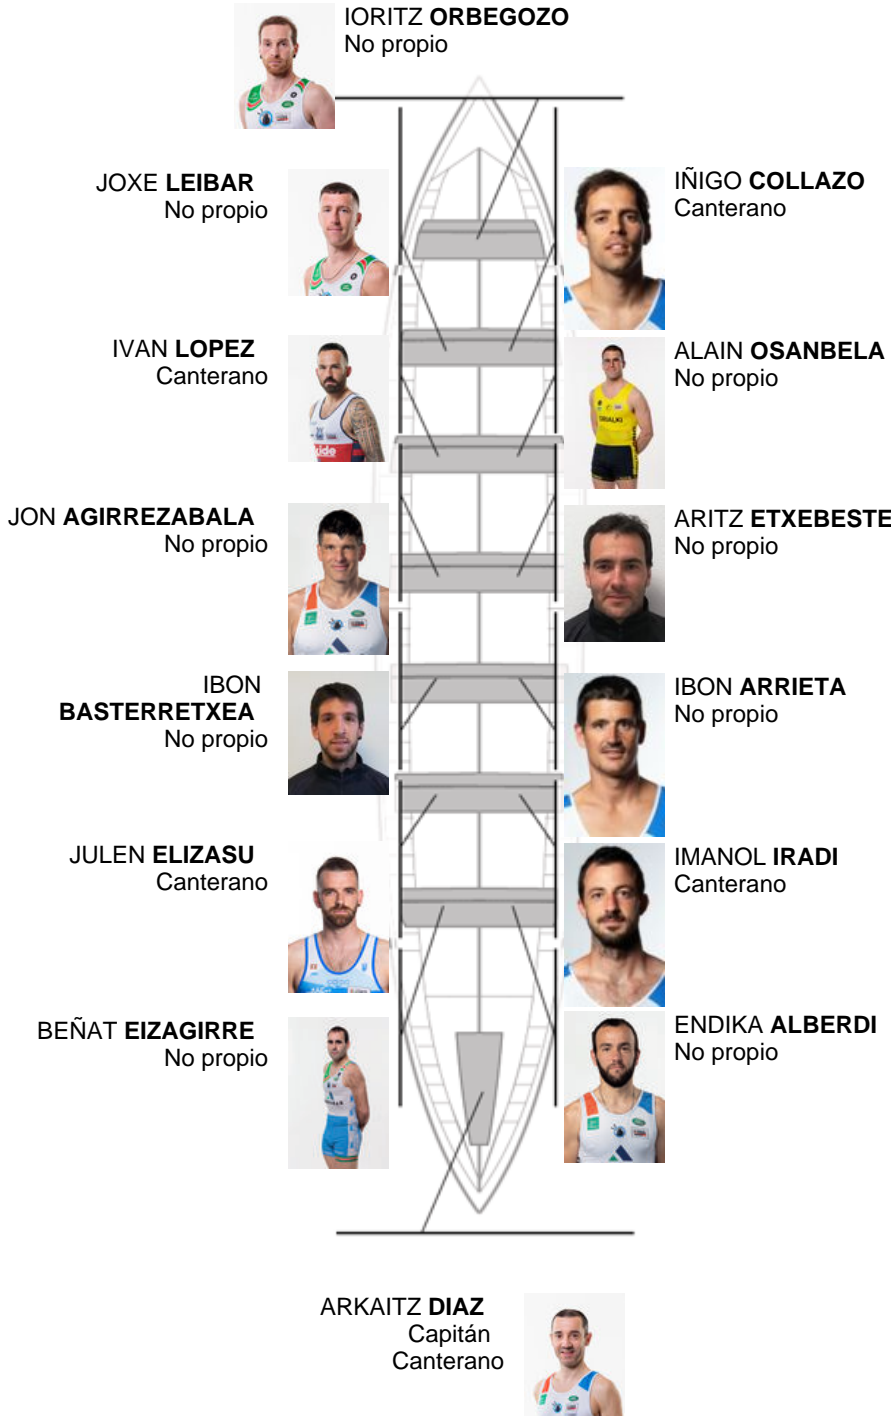 IORITZ ORBEGOZO
No propio
JOXE LEIBAR
No propio
IÑIGO COLLAZO
Canterano
IVAN LOPEZ
Canterano
ALAIN OSANBELA
No propio
JON AGIRREZABALA
No propio
ARITZ ETXEBESTE
No propio
IBON
BASTERRETXEA
No propio
IBON ARRIETA
No propio
JULEN ELIZASU
Canterano
IMANOL IRADI
Canterano
BEÑAT EIZAGIRRE
No propio
ENDIKA ALBERDI
No propio
ARKAITZ DIAZ
Capitán
Canterano